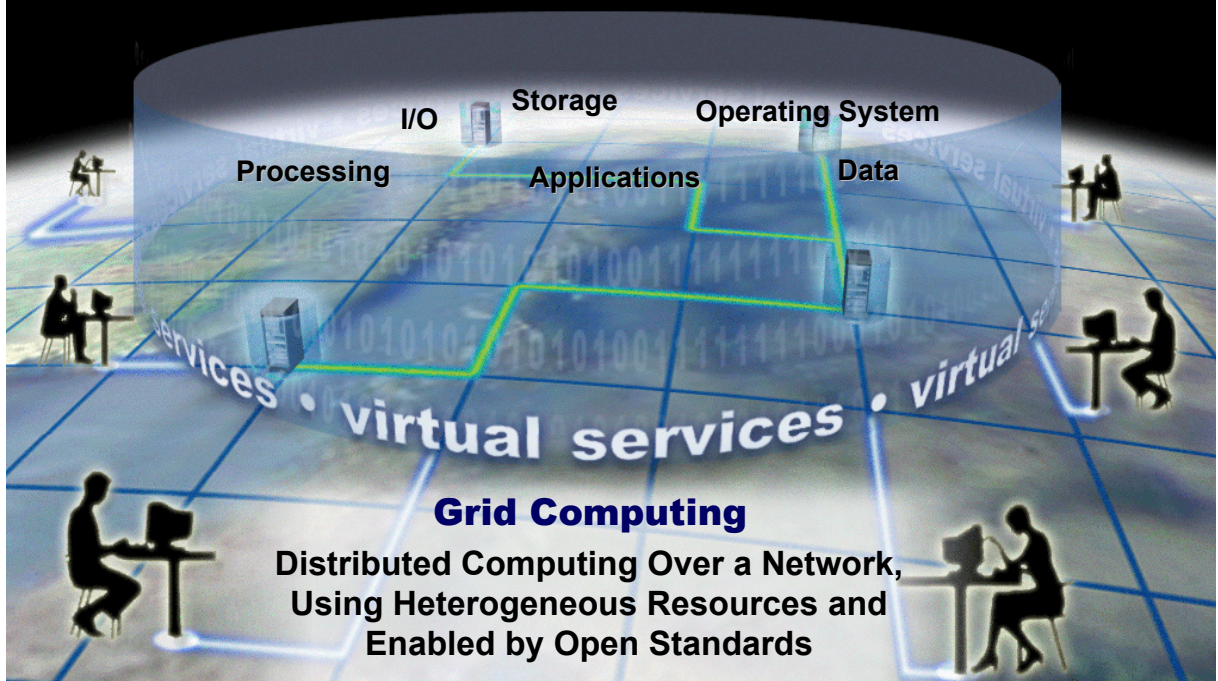 Storage
I/O
Operating System
Processing
Applications
Data
services • virtual services • virtual
Grid Computing
Distributed Computing Over a Network,
Using Heterogeneous Resources and
Enabled by Open Standards